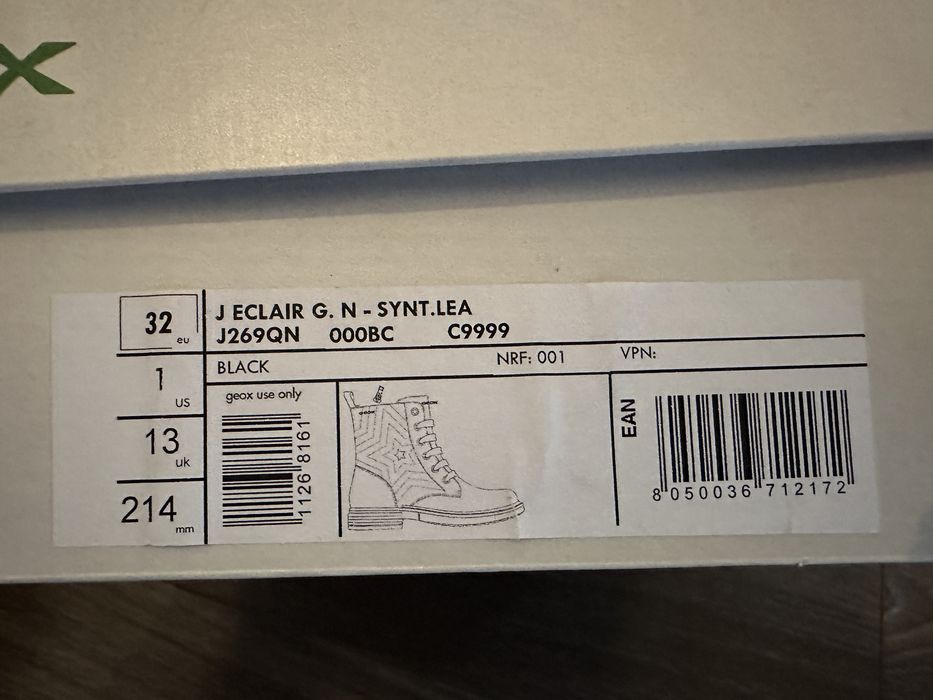 X
32 eu
J ECLAIR G. N - SYNT.LEA
J269QN 000BC C9999
BLACK NRF: 001 VPN:
1 US
13 uk
214 mm
geox use only
1126 8161
GEOX
EAN
8 050036 712172